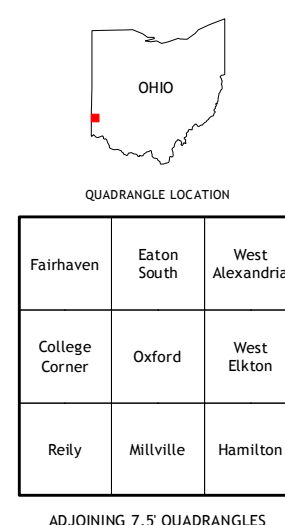 OHIO
QUADRANGLE LOCATION
Fairhaven
Eaton
South
West
Alexandria
College
Corner
Oxford
West
Elkton
Reily
Millville
Hamilton
ADJOINING 7.5' QUADRANGLES